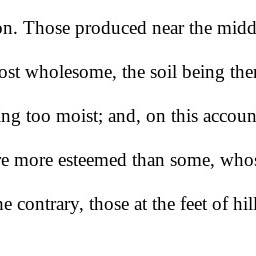 on. Those produced near the midd
ost wholesome, the soil being ther
ng too moist; and, on this accoun
re more esteemed than some, whos
he contrary, those at the feet of hill